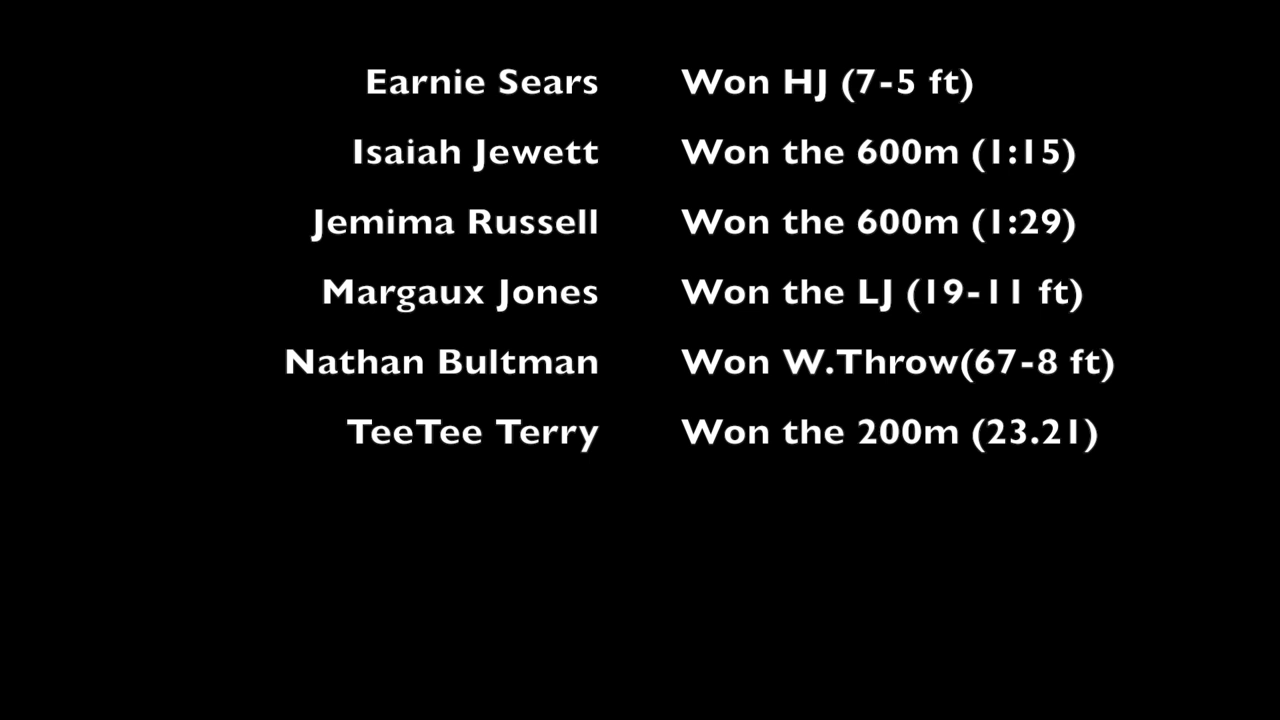 Earnie Sears Won HJ (7-5 ft)
Isaiah Jewett Won the 600m (1:15)
Jemima Russell Won the 600m (1:29)
Margaux Jones Won the LJ (19-11 ft)
Nathan Bultman Won W.Throw(67-8 ft)
TeeTee Terry Won the 200m (23.21)